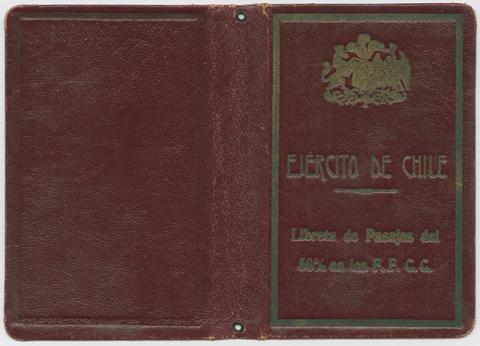 EJÉRCITO DE CHILE
Libreta de Pasajes del
50% en los F.F. C.C.